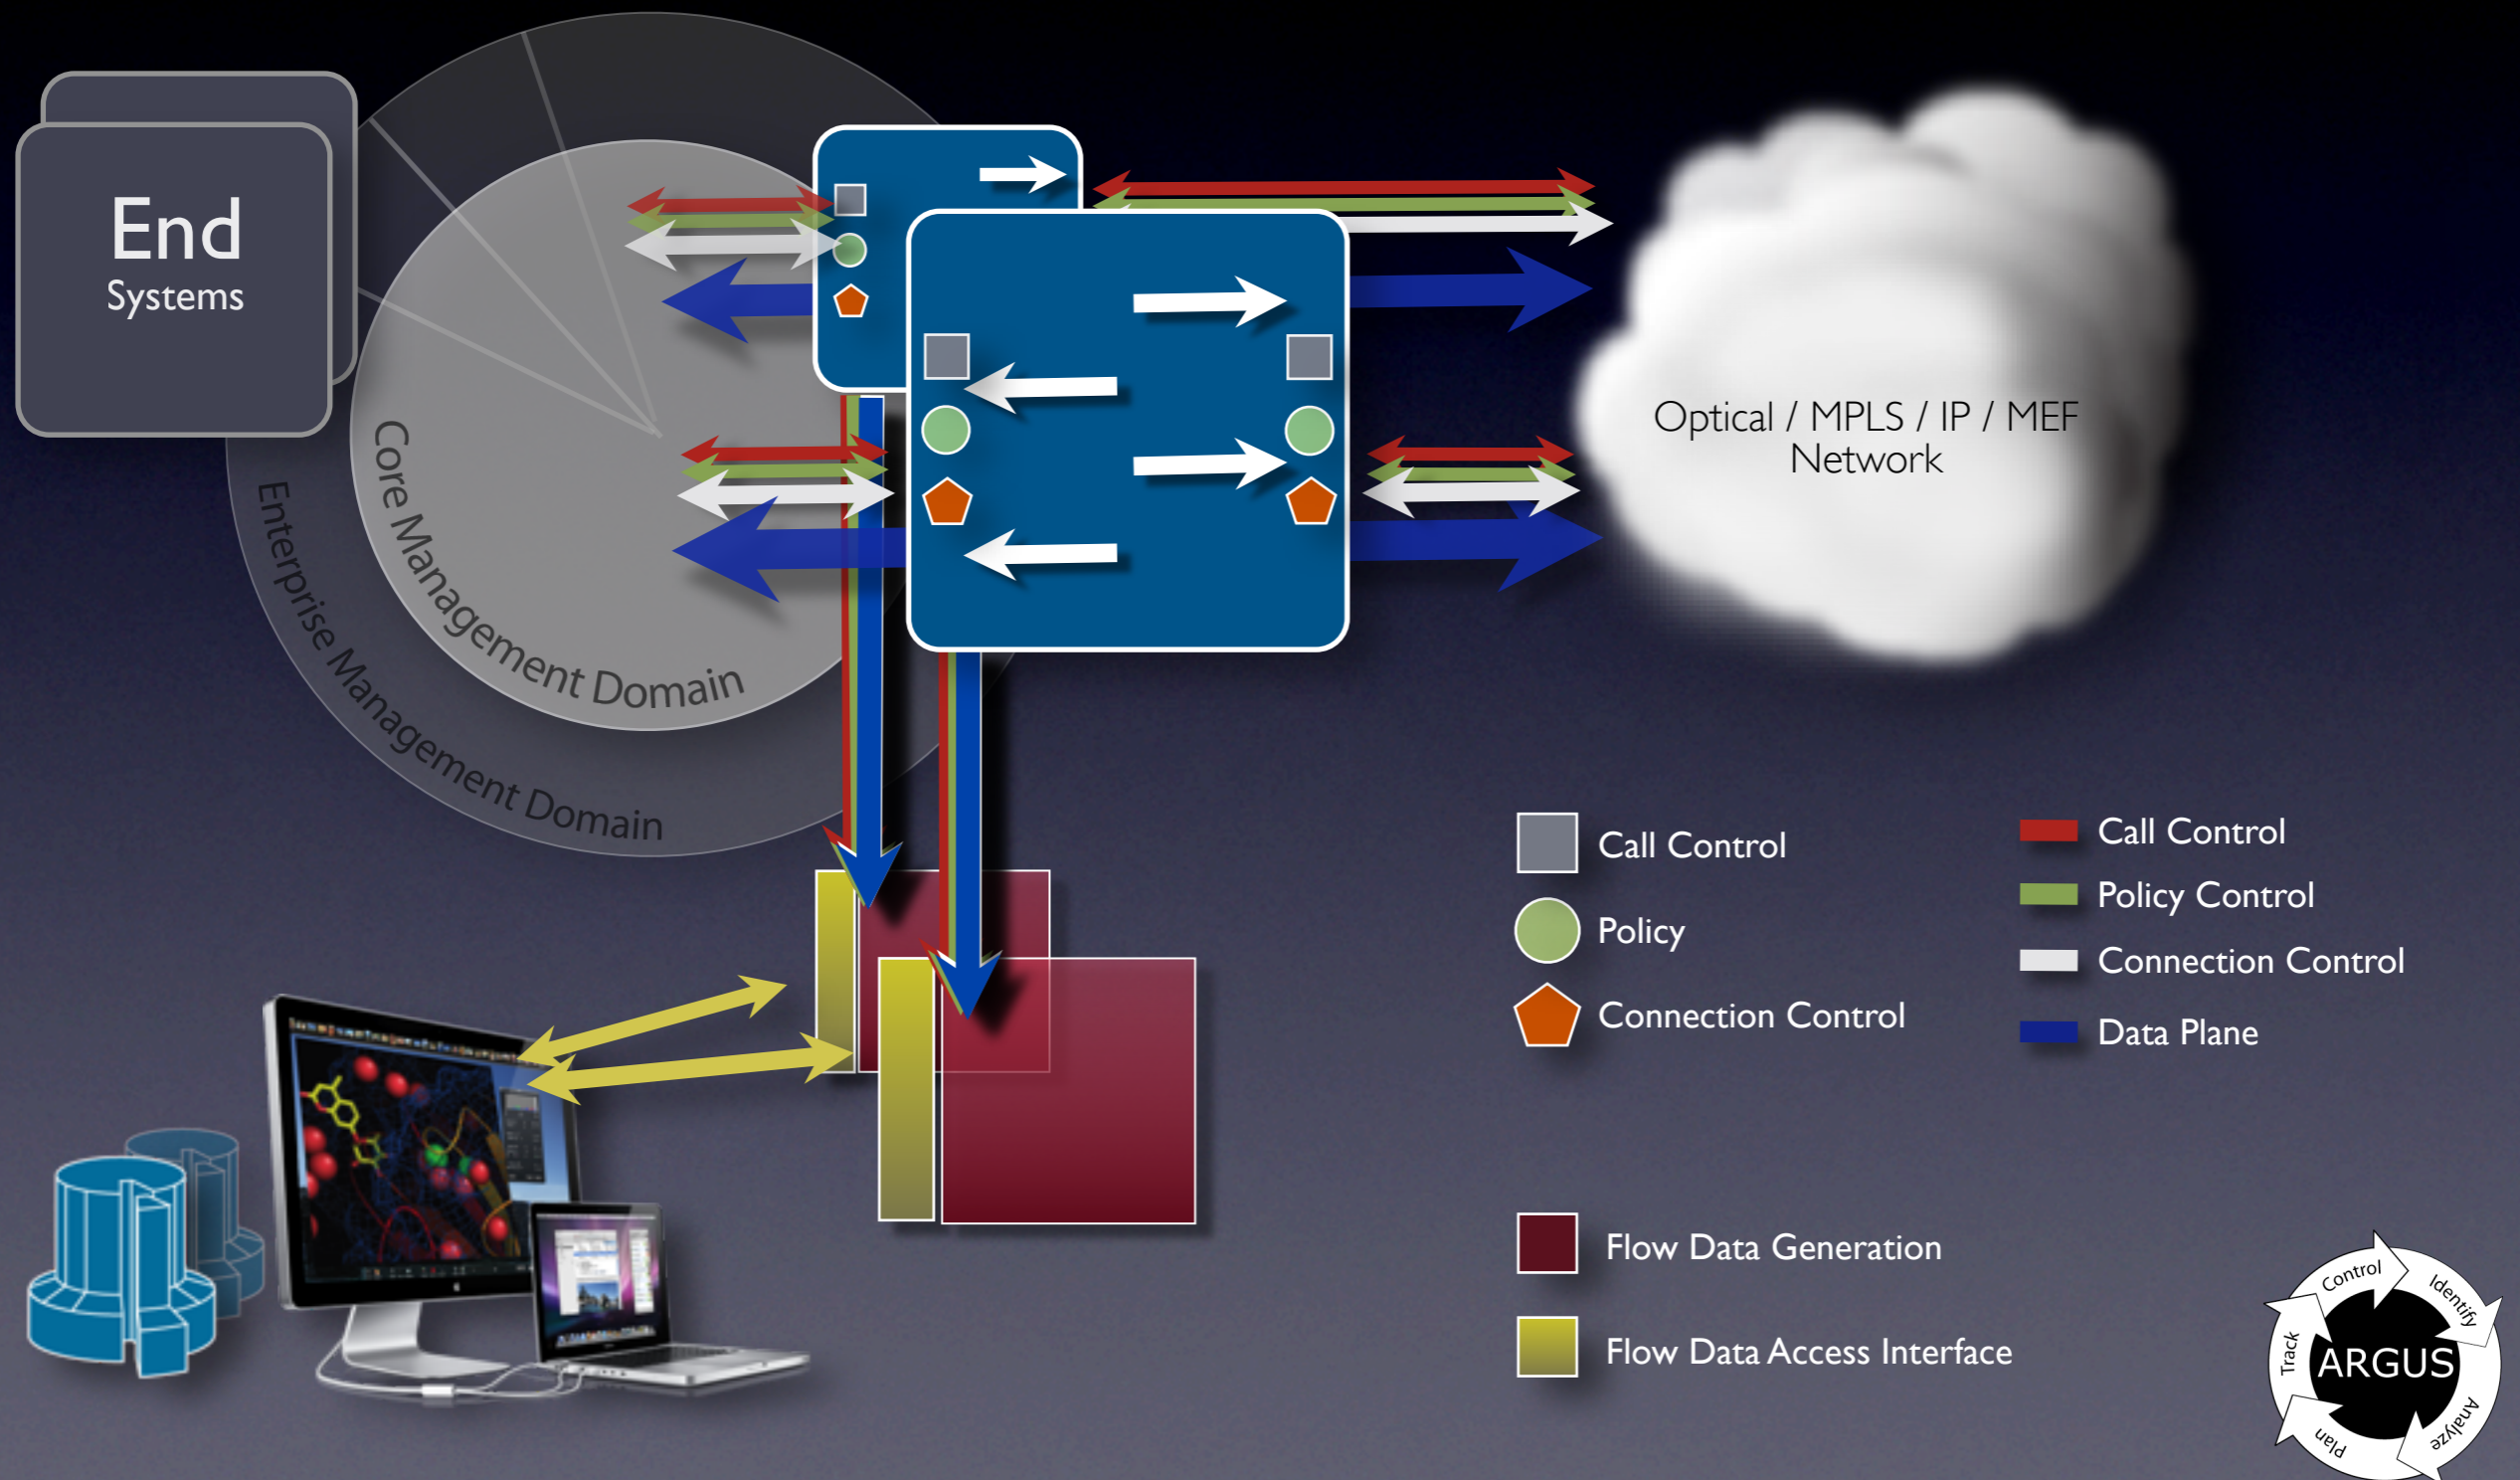 End
Systems
Core Management Domain
Enterprise Management Domain
Optical / MPLS / IP / MEF
Network
Call Control
Policy
Connection Control
Call Control
Policy Control
Connection Control
Data Plane
Flow Data Generation
Flow Data Access Interface
Control
Identify
Analyze
Plan
Track
ARGUS